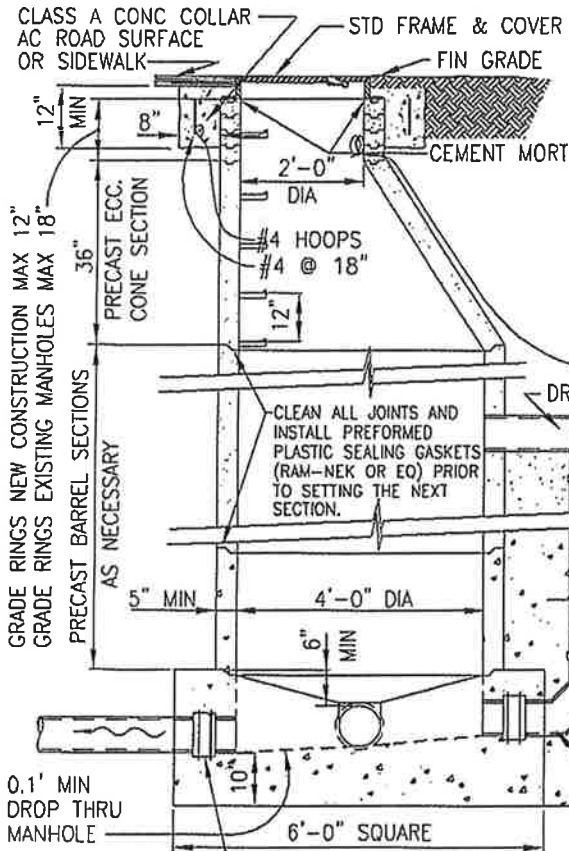 CLASS A CONC COLLAR
AC ROAD SURFACE
OR SIDEWALK
STD FRAME & COVER
FIN GRADE
12"
MIN
8"
2'-0"
DIA
CEMENT MORT
GRADE RINGS NEW CONSTRUCTION MAX 12"
GRADE RINGS EXISTING MANHOLES MAX 18"
36"
PRECAST ECC.
CONE SECTION
#4 HOOPS
#4 @ 18"
12"
DR
CLEAN ALL JOINTS AND
INSTALL PREFORMED
PLASTIC SEALING GASKETS
(RAM-NEK OR EQ) PRIOR
TO SETTING THE NEXT
SECTION.
PRECAST BARREL SECTIONS
AS NECESSARY
5" MIN
4'-0" DIA
6"
MIN
10"
0.1' MIN
DROP THRU
MANHOLE
6'-0" SQUARE